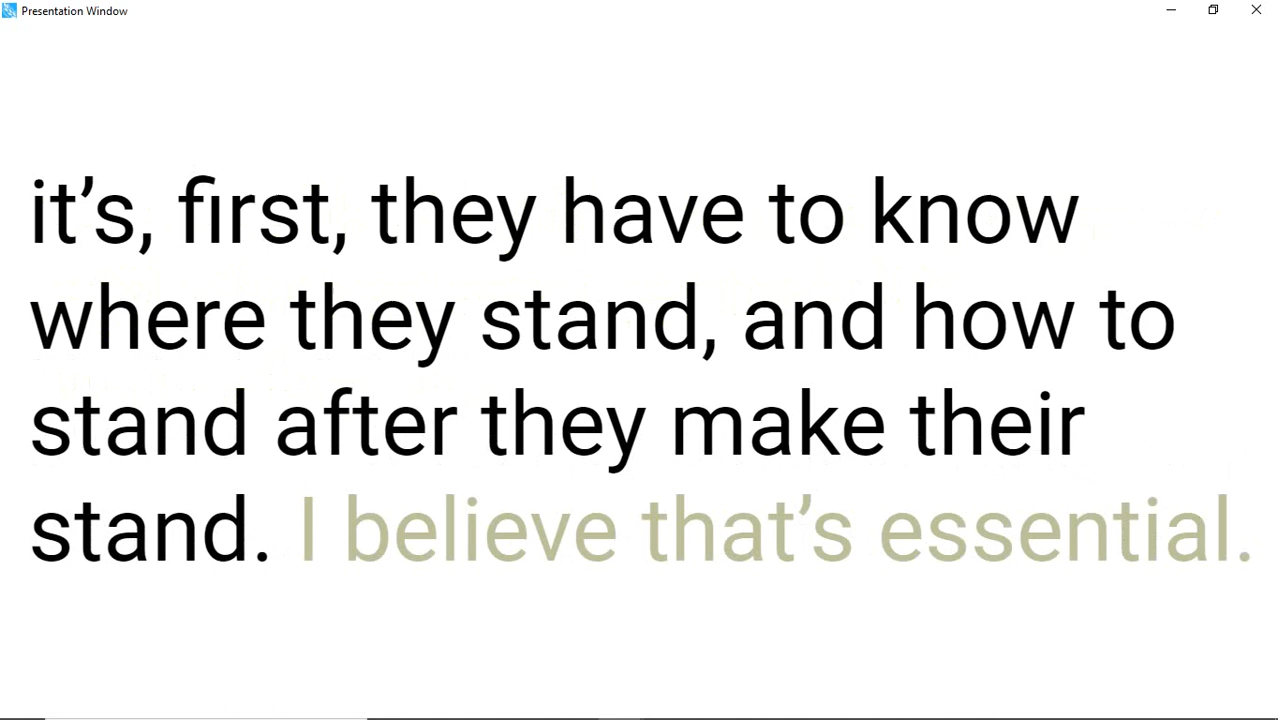 Presentation Window
it’s, first, they have to know
where they stand, and how to
stand after they make their
stand. I believe that’s essential.